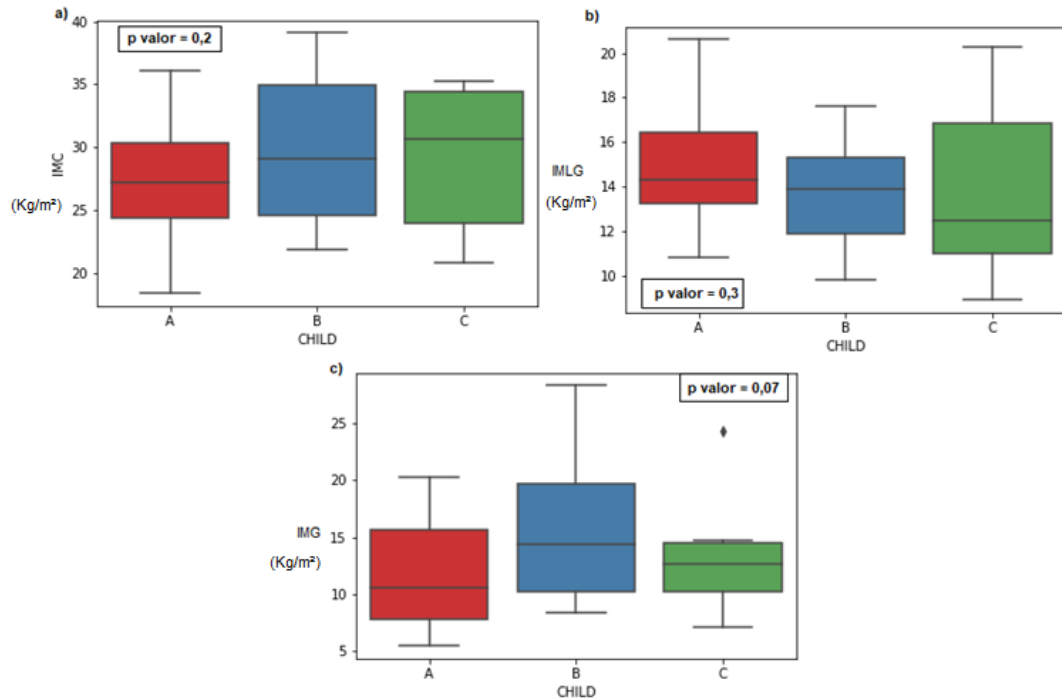 a)
p valor = 0,2
40
35
30
25
20
IMC
(Kg/m²)
A B C
CHILD
b)
20
18
16
14
12
10
IMLG
(Kg/m²)
p valor = 0,3
A B C
CHILD
c)
p valor = 0,07
25
20
15
10
5
IMG
(Kg/m²)
A B C
CHILD